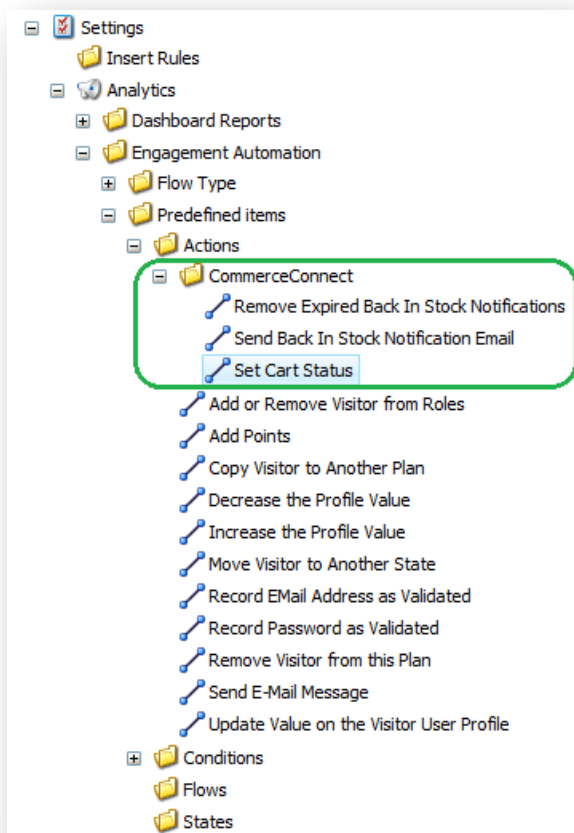 Settings
Insert Rules
Analytics
Dashboard Reports
Engagement Automation
Flow Type
Predefined items
Actions
CommerceConnect
Remove Expired Back In Stock Notifications
Send Back In Stock Notification Email
Set Cart Status
Add or Remove Visitor from Roles
Add Points
Copy Visitor to Another Plan
Decrease the Profile Value
Increase the Profile Value
Move Visitor to Another State
Record EMail Address as Validated
Record Password as Validated
Remove Visitor from this Plan
Send E-Mail Message
Update Value on the Visitor User Profile
Conditions
Flows
States